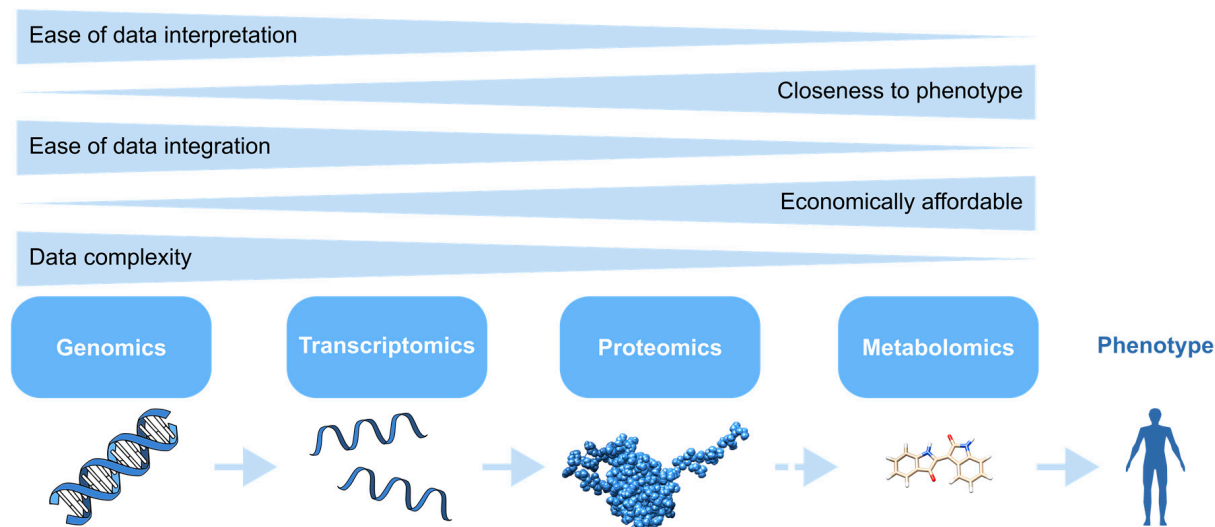 Ease of data interpretation
Closeness to phenotype
Ease of data integration
Economically affordable
Data complexity
Genomics
Transcriptomics
Proteomics
Metabolomics
Phenotype